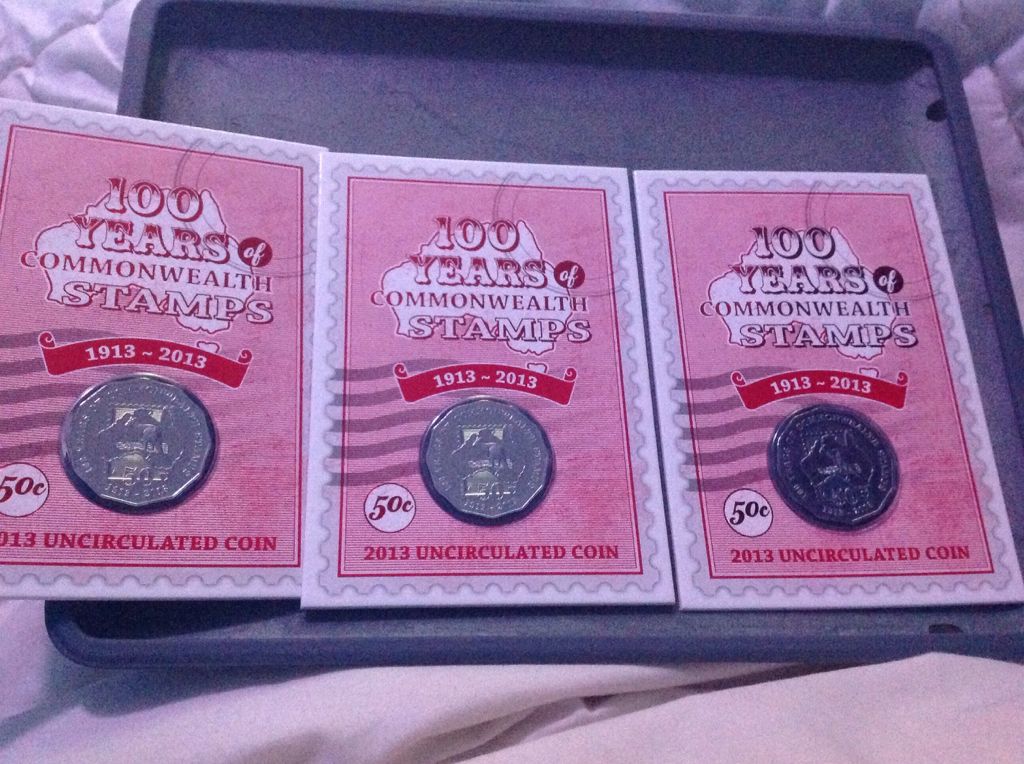 100
YEARS of
COMMONWEALTH
STAMPS
1913 ~ 2013
50c
013 UNCIRCULATED COIN
100
YEARS of
COMMONWEALTH
STAMPS
1913 ~ 2013
50c
2013 UNCIRCULATED COIN
100
YEARS of
COMMONWEALTH
STAMPS
1913 ~ 2013
50c
2013 UNCIRCULATED COIN